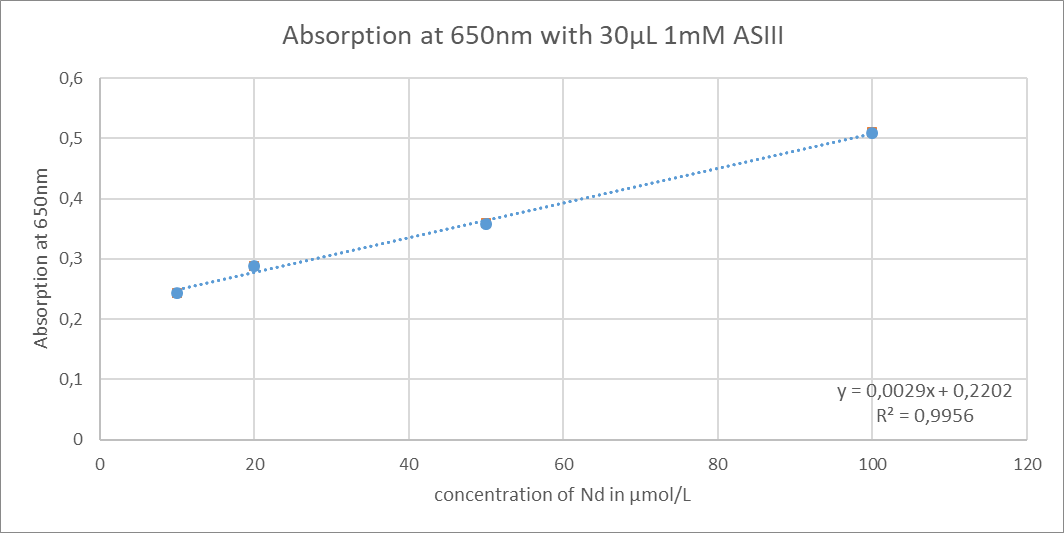 Absorption at 650nm with 30µL 1mM ASIII
Absorption at 650nm
0,6
0,5
0,4
0,3
0,2
0,1
0
y = 0,0029x + 0,2202
R² = 0,9956
0 20 40 60 80 100 120
concentration of Nd in µmol/L